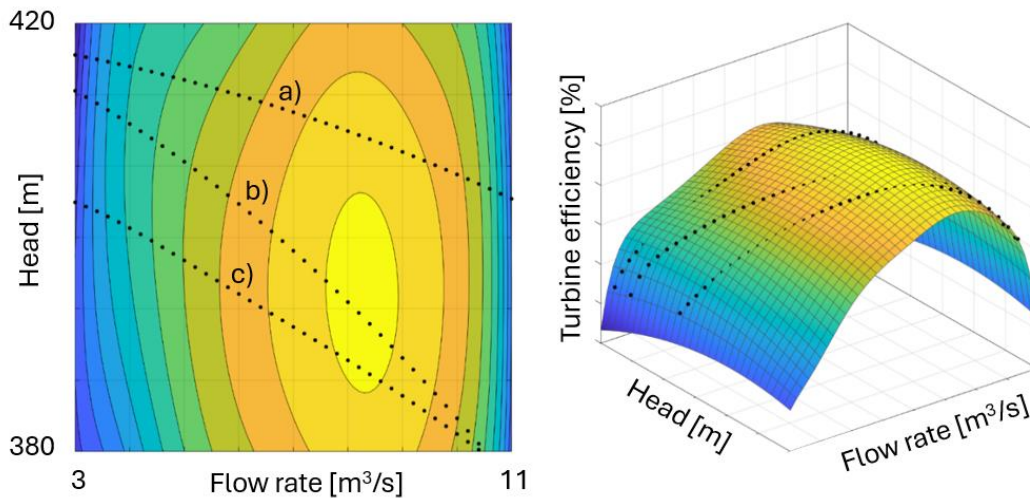 420
a)
b)
c)
Head [m]
380
3
Flow rate [m³/s]
11
Turbine efficiency [%]
Head [m]
Flow rate [m³/s]